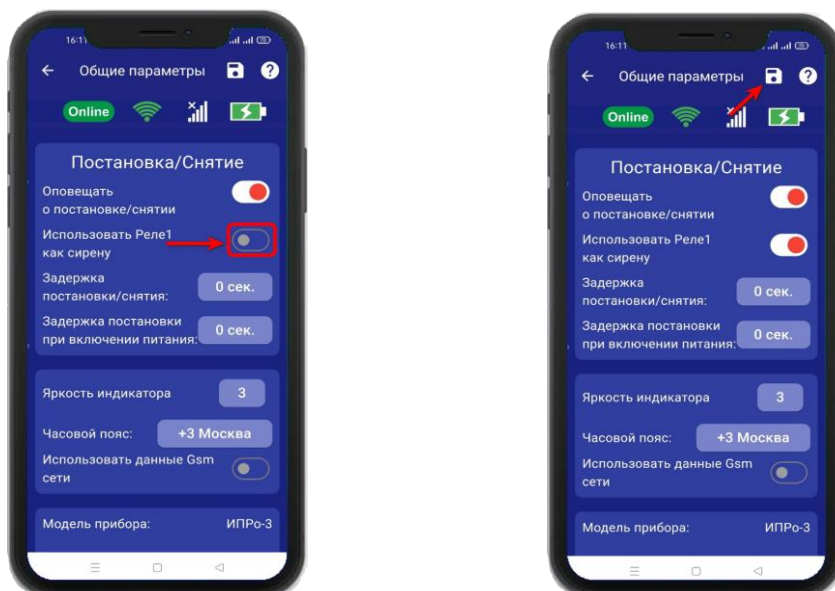 16:11
Общие параметры
Online
Постановка/Снятие
Оповещать
о постановке/снятии
Использовать Реле1
как сирену
Задержка
постановки/снятия:
0 сек.
Задержка постановки
при включении питания:
0 сек.
Яркость индикатора
3
Часовой пояс:
+3 Москва
Использовать данные Gsm
сети
Модель прибора:
ИПРо-3
16:11
Общие параметры
Online
Постановка/Снятие
Оповещать
о постановке/снятии
Использовать Реле1
как сирену
Задержка
постановки/снятия:
0 сек.
Задержка постановки
при включении питания:
0 сек.
Яркость индикатора
3
Часовой пояс:
+3 Москва
Использовать данные Gsm
сети
Модель прибора:
ИПРо-3